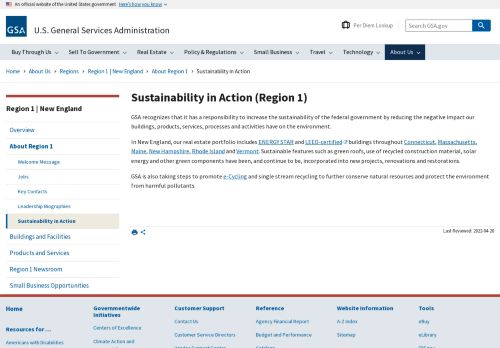 An official website of the United States government Here's how you know
GSA
U.S. General Services Administration
Per Diem Lookup
Search GSA.gov
Buy Through Us
Sell To Government
Real Estate
Policy & Regulations
Small Business
Travel
Technology
About Us
Home › About Us › Regions › Region 1 | New England › About Region 1 › Sustainability in Action
Region 1 | New England
Overview
About Region 1
Welcome Message
Jobs
Key Contacts
Leadership Biographies
Sustainability in Action
Buildings and Facilities
Products and Services
Region 1 Newsroom
Small Business Opportunities
Sustainability in Action (Region 1)
GSA recognizes that it has a responsibility to increase the sustainability of the federal government by reducing the negative impact our
buildings, products, services, processes and activities have on the environment.
In New England, our real estate portfolio includes ENERGY STAR and LEED-certified buildings throughout Connecticut, Massachusetts,
Maine, New Hampshire, Rhode Island and Vermont. Sustainable features such as green roofs, use of recycled construction material, solar
energy and other green components have been, and continue to be, incorporated into new projects, renovations and restorations.
GSA is also taking steps to promote e-Cycling and single stream recycling to further conserve natural resources and protect the environment
from harmful pollutants.
Last Reviewed: 2022-04-20
Home
Resources for ...
Americans with Disabilities
Governmentwide
Initiatives
Centers of Excellence
Climate Action and
Customer Support
Contact Us
Customer Service Directors
Reference
Agency Financial Report
Budget and Performance
Website Information
A-Z Index
Sitemap
Tools
eBuy
eLibrary